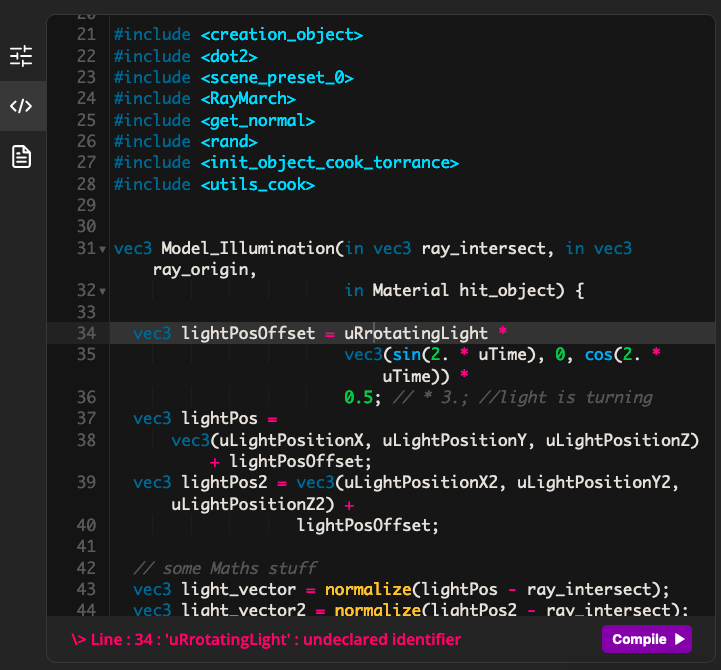 20
21 #include <creation_object>
22 #include <dot2>
23 #include <scene_preset_0>
24 #include <RayMarch>
25 #include <get_normal>
26 #include <rand>
27 #include <init_object_cook_torrance>
28 #include <utils_cook>
29
30
31 vec3 Model_Illumination(in vec3 ray_intersect, in vec3
ray_origin,
32 in Material hit_object) {
33
34 vec3 lightPosOffset = uRrotatingLight *
35 vec3(sin(2. * uTime), 0, cos(2. *
uTime)) *
36 0.5; // * 3.; //light is turning
37 vec3 lightPos =
38 vec3(uLightPositionX, uLightPositionY, uLightPositionZ)
+ lightPosOffset;
39 vec3 lightPos2 = vec3(uLightPositionX2, uLightPositionY2,
uLightPositionZ2) +
40 lightPosOffset;
41
42 // some Maths stuff
43 vec3 light_vector = normalize(lightPos - ray_intersect);
44 vec3 light_vector2 = normalize(lightPos2 - ray_intersect);
\> Line : 34 : 'uRrotatingLight' : undeclared identifier
Compile